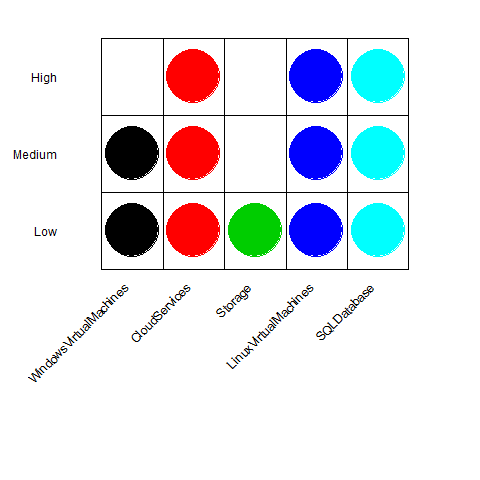 High
Medium
Low
WindowsVirtualMachines
CloudServices
Storage
LinuxVirtualMachines
SQLDatabase